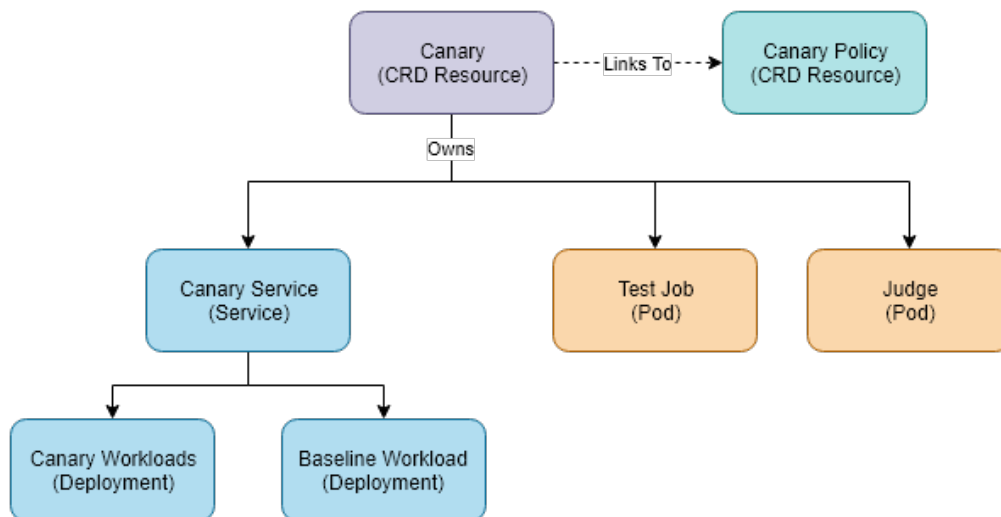 Canary
(CRD Resource)
Links To
Canary Policy
(CRD Resource)
Owns
Canary Service
(Service)
Test Job
(Pod)
Judge
(Pod)
Canary Workloads
(Deployment)
Baseline Workload
(Deployment)